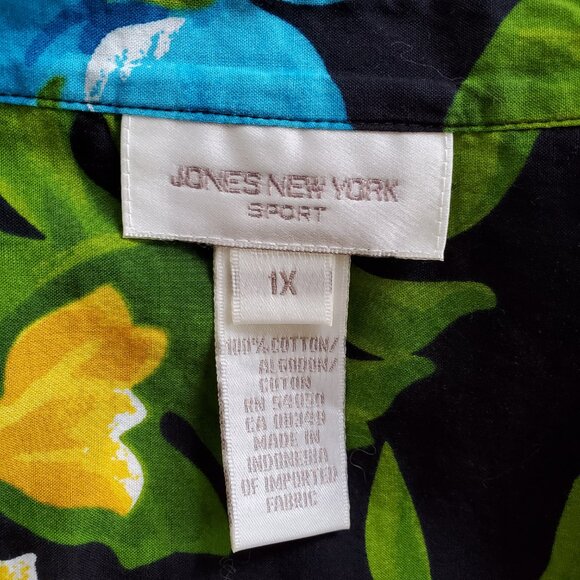 JONES NEW YORK
SPORT
1X
100% COTTON/
ALGODON/
COTON
RN 54050
CA 08349
MADE IN
INDONESIA
OF IMPORTED
FABRIC